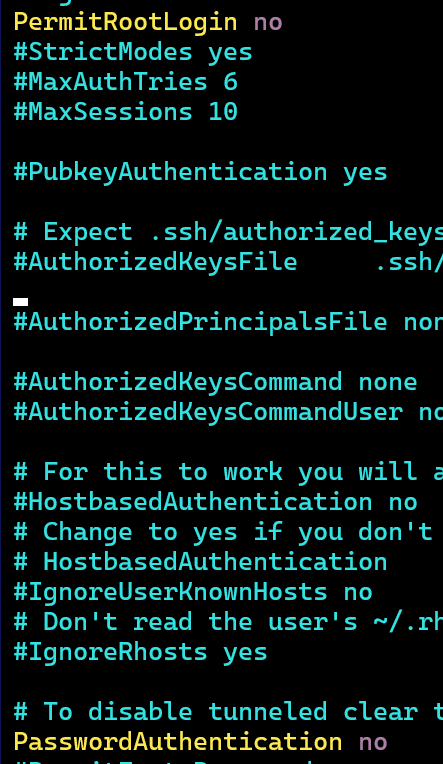 PermitRootLogin no
#StrictModes yes
#MaxAuthTries 6
#MaxSessions 10
#PubkeyAuthentication yes
# Expect .ssh/authorized_keys
#AuthorizedKeysFile      .ssh/
#AuthorizedPrincipalsFile non
#AuthorizedKeysCommand none
#AuthorizedKeysCommandUser no
# For this to work you will a
#HostbasedAuthentication no
# Change to yes if you don't
# HostbasedAuthentication
#IgnoreUserKnownHosts no
# Don't read the user's ~/.rh
#IgnoreRhosts yes
# To disable tunneled clear t
PasswordAuthentication no